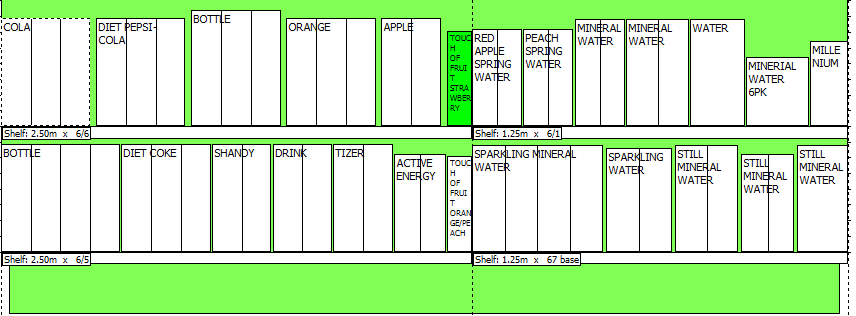 COLA
DIET PEPSI-
COLA
BOTTLE
ORANGE
APPLE
TOUC
H
OF
FRUI
T
STRA
WBER
RY
RED
APPLE
SPRING
WATER
PEACH
SPRING
WATER
MINERAL
WATER
MINERAL
WATER
WATER
MINERIAL
WATER
6PK
MILLE
NIUM
Shelf: 2.50m x 6/6
Shelf: 1.25m x 6/1
BOTTLE
DIET COKE
SHANDY
DRINK
TIZER
ACTIVE
ENERGY
TOUC
H
OF
FRUI
T
ORAN
GE/PE
ACH
SPARKLING MINERAL
WATER
SPARKLING
WATER
STILL
MINERAL
WATER
STILL
MINERAL
WATER
STILL
MINERAL
WATER
Shelf: 2.50m x 6/5
Shelf: 1.25m x 67 base